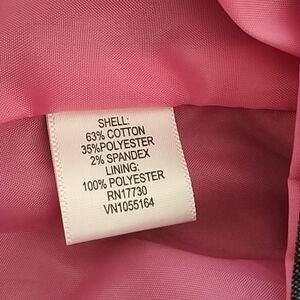 SHELL:
63% COTTON
35%POLYESTER
2% SPANDEX
LINING:
100% POLYESTER
RN17730
VN1055164